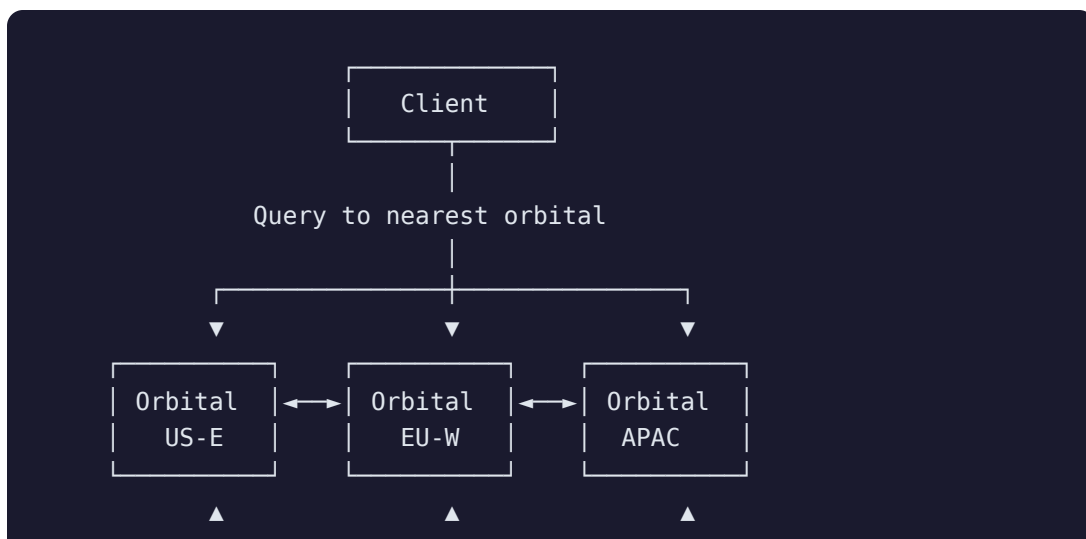 Client
Query to nearest orbital
Orbital Orbital Orbital
US-E EU-W APAC